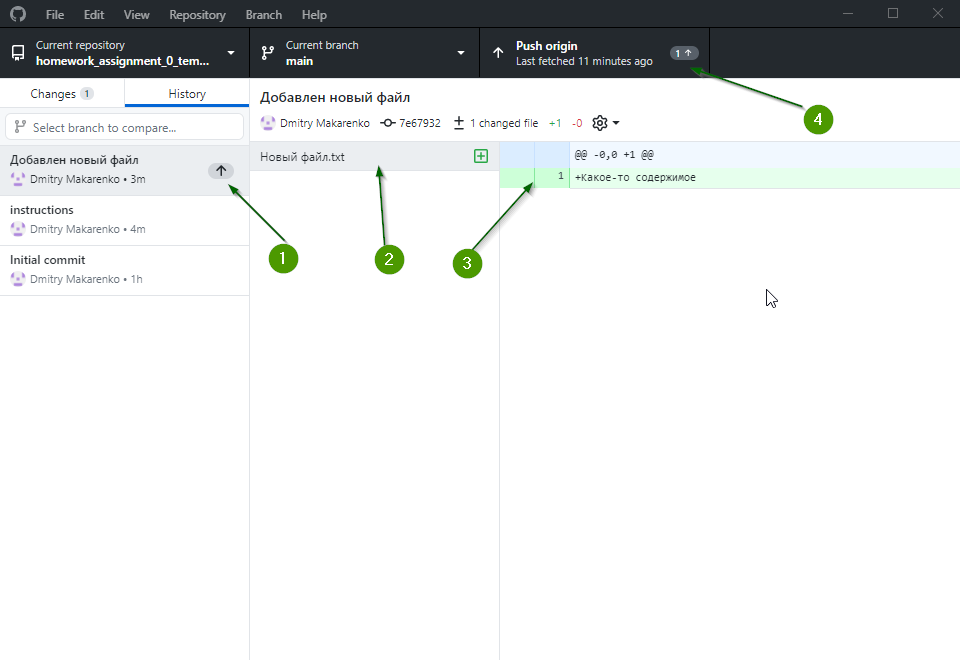 File Edit View Repository Branch Help
Current repository
homework_assignment_0_tem...
Current branch
main
Push origin
Last fetched 11 minutes ago
1
Changes 1
History
Select branch to compare...
Добавлен новый файл
Dmitry Makarenko • 3m
instructions
Dmitry Makarenko • 4m
Initial commit
Dmitry Makarenko • 1h
Добавлен новый файл
Dmitry Makarenko 7e67932 1 changed file +1 -0
Новый файл.txt
@@ -0,0 +1 @@
1 +Какое-то содержимое
1
2
3
4